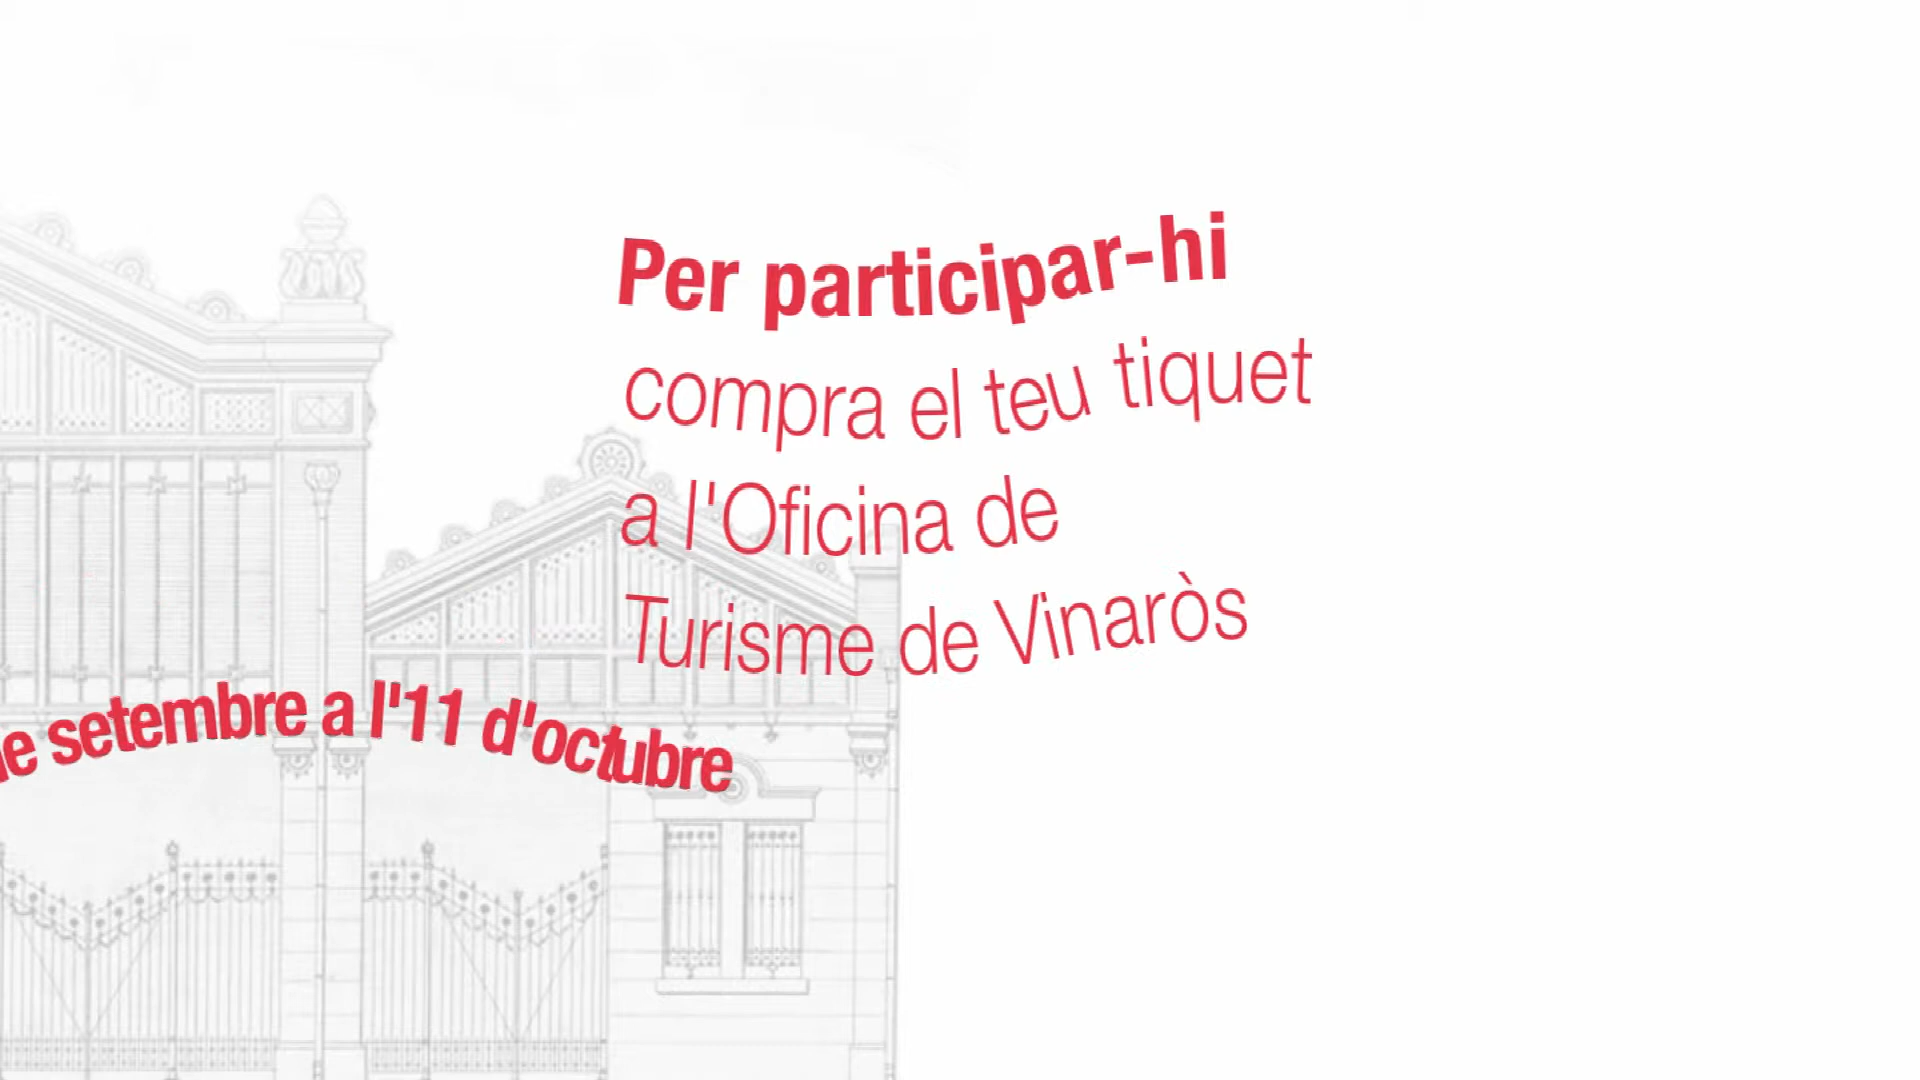 Per participar-hi
compra el teu tiquet
a l'Oficina de
Turisme de Vinaròs
setembre a l'11 d'octubre